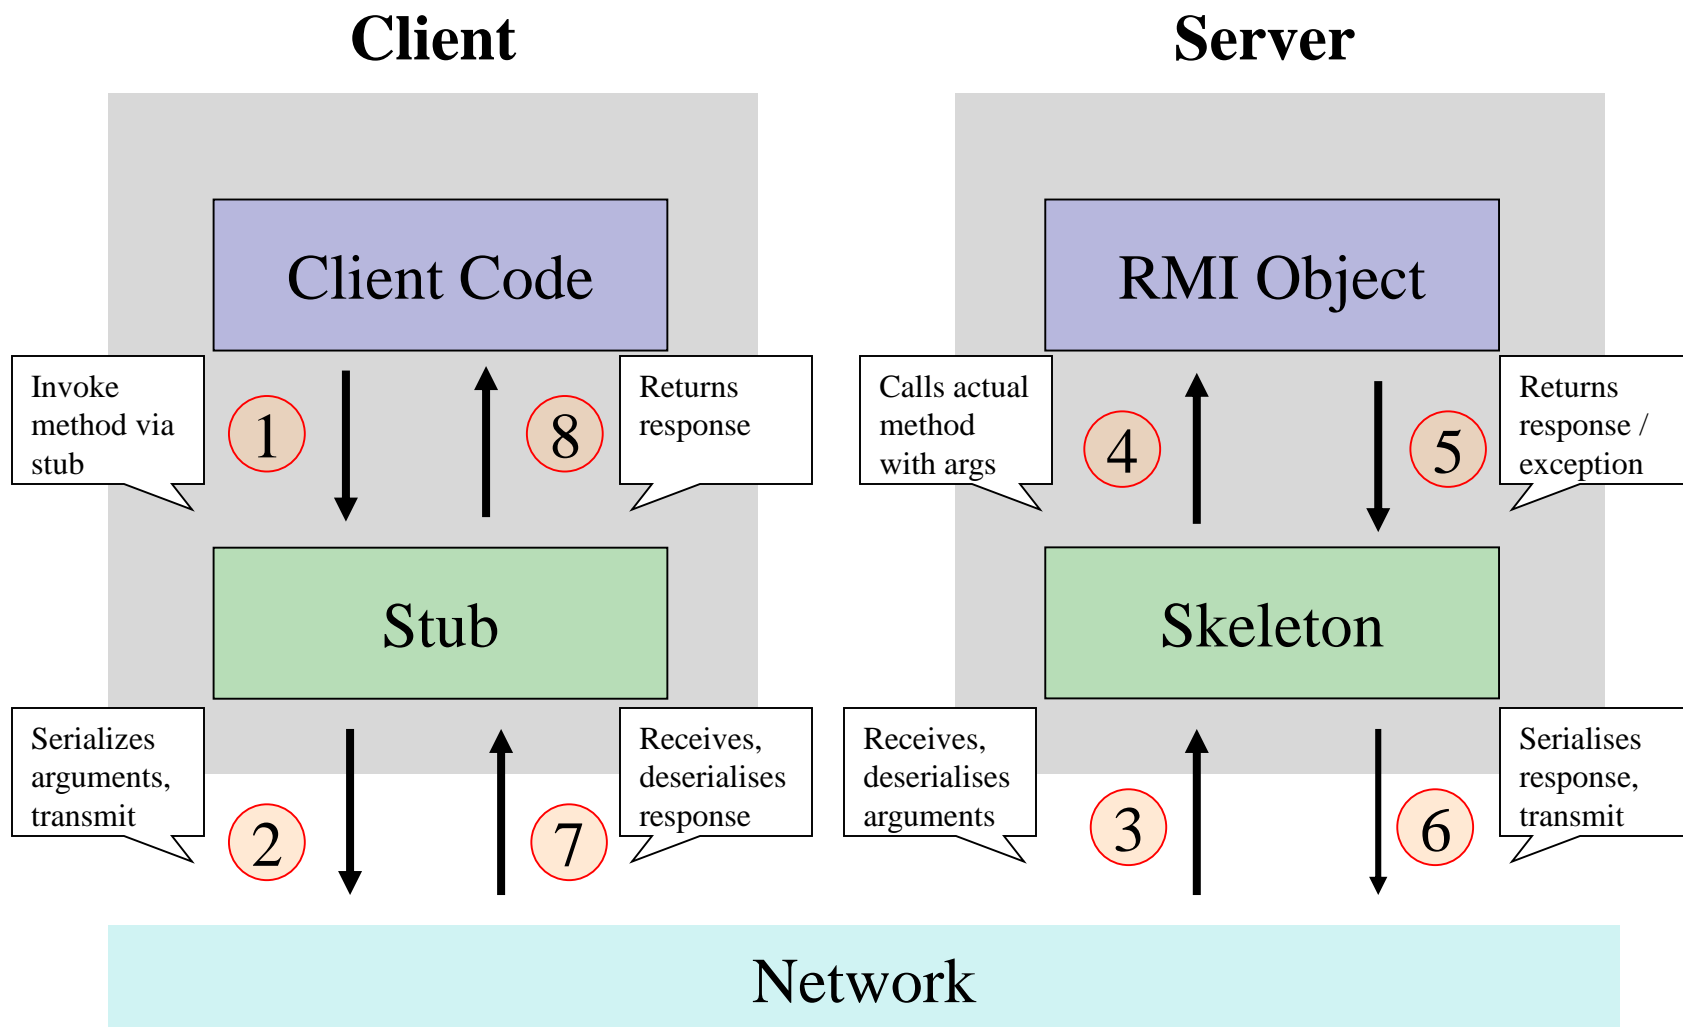 Client
Server
Client Code
RMI Object
Invoke
method via
stub
1
8
Returns
response
Calls actual
method
with args
4
5
Returns
response /
exception
Stub
Skeleton
Serializes
arguments,
transmit
2
7
Receives,
deserialises
response
Receives,
deserialises
arguments
3
6
Serialises
response,
transmit
Network